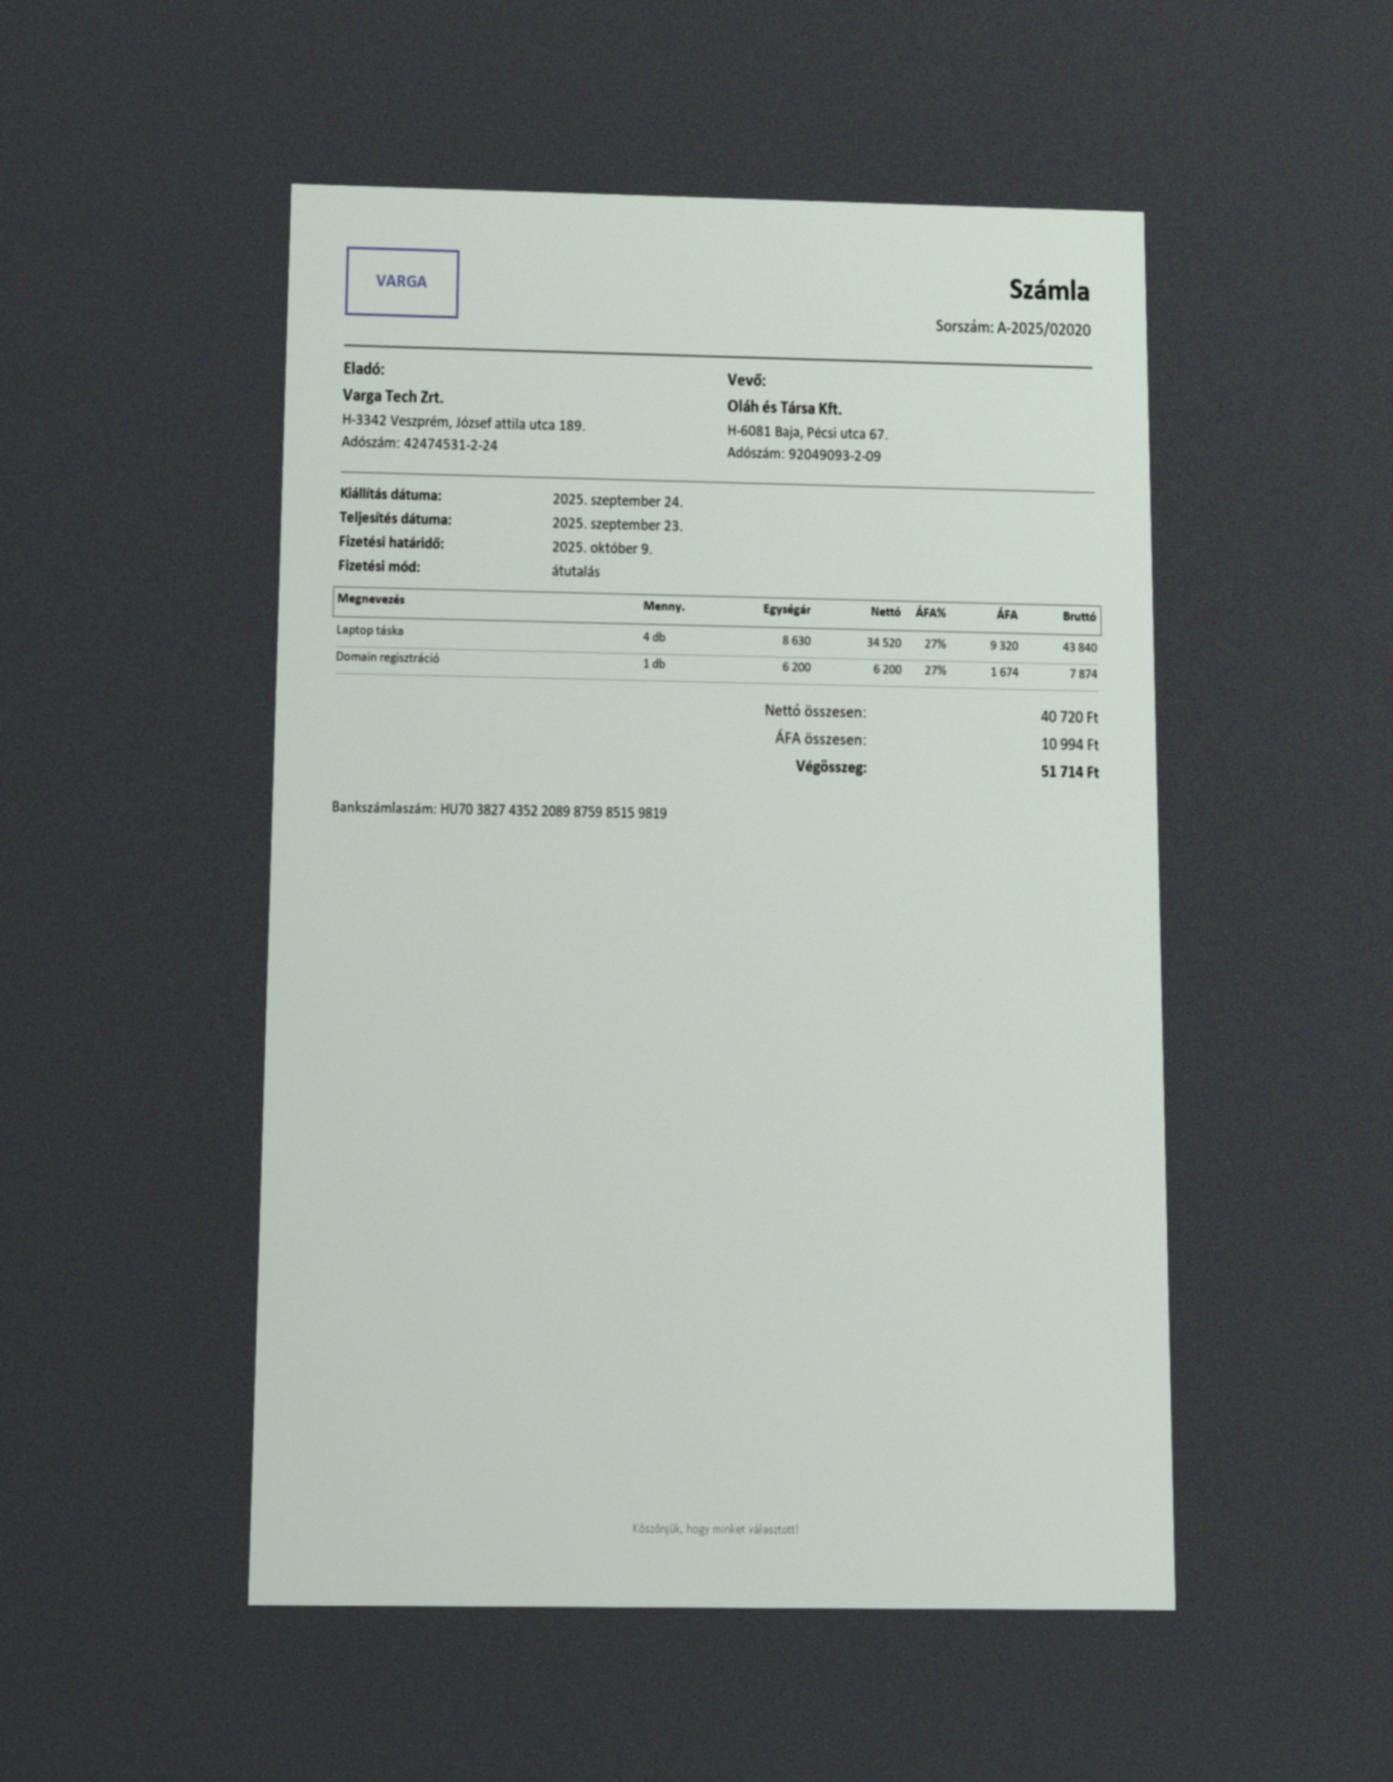 VARGA
Számla
Sorszám: A-2025/02020
Eladó:
Varga Tech Zrt.
H-3342 Veszprém, József attila utca 189.
Adószám: 42474531-2-24
Vevő:
Oláh és Társa Kft.
H-6081 Baja, Pécsi utca 67.
Adószám: 92049093-2-09
Kiállítás dátuma: 2025. szeptember 24.
Teljesítés dátuma: 2025. szeptember 23.
Fizetési határidő: 2025. október 9.
Fizetési mód: átutalás
Megnevezés Menny. Egységár Nettó ÁFA% ÁFA Bruttó
Laptop táska 4 db 8 630 34 520 27% 9 320 43 840
Domain regisztráció 1 db 6 200 6 200 27% 1 674 7 874
Nettó összesen: 40 720 Ft
ÁFA összesen: 10 994 Ft
Végösszeg: 51 714 Ft
Bankszámlaszám: HU70 3827 4352 2089 8759 8515 9819
Köszönjük, hogy minket választott!